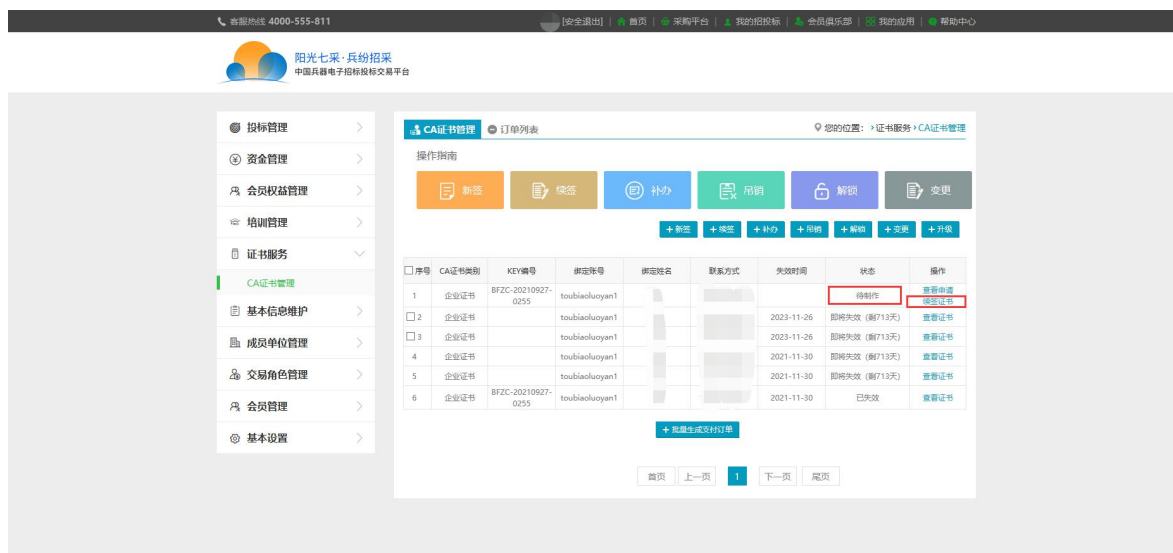 客服热线 4000-555-811
[安全退出] | 首页 | 采购平台 | 我的招投标 | 会员俱乐部 | 我的应用 | 帮助中心
阳光七采·兵纷招采
中国兵器电子招标投标交易平台
投标管理
资金管理
会员权益管理
培训管理
证书服务
CA证书管理
基本信息维护
成员单位管理
交易角色管理
会员管理
基本设置
CA证书管理 订单列表 您的位置: ›证书服务›CA证书管理
操作指南
新签 续签 补办 吊销 解锁 变更
+新签 +续签 +补办 +吊销 +解锁 +变更 +升级
序号 CA证书类别 KEY编号 绑定账号 绑定姓名 联系方式 失效时间 状态 操作
1 企业证书 BFZC-20210927-0255 toubiaoluoyan1 待制作 查看申请 续签证书
2 企业证书 toubiaoluoyan1 2023-11-26 即将失效 (剩713天) 查看证书
3 企业证书 toubiaoluoyan1 2023-11-26 即将失效 (剩713天) 查看证书
4 企业证书 toubiaoluoyan1 2021-11-30 即将失效 (剩713天) 查看证书
5 企业证书 toubiaoluoyan1 2021-11-30 即将失效 (剩713天) 查看证书
6 企业证书 BFZC-20210927-0255 toubiaoluoyan1 2021-11-30 已失效 查看证书
+批量生成支付订单
首页 上一页 1 下一页 尾页